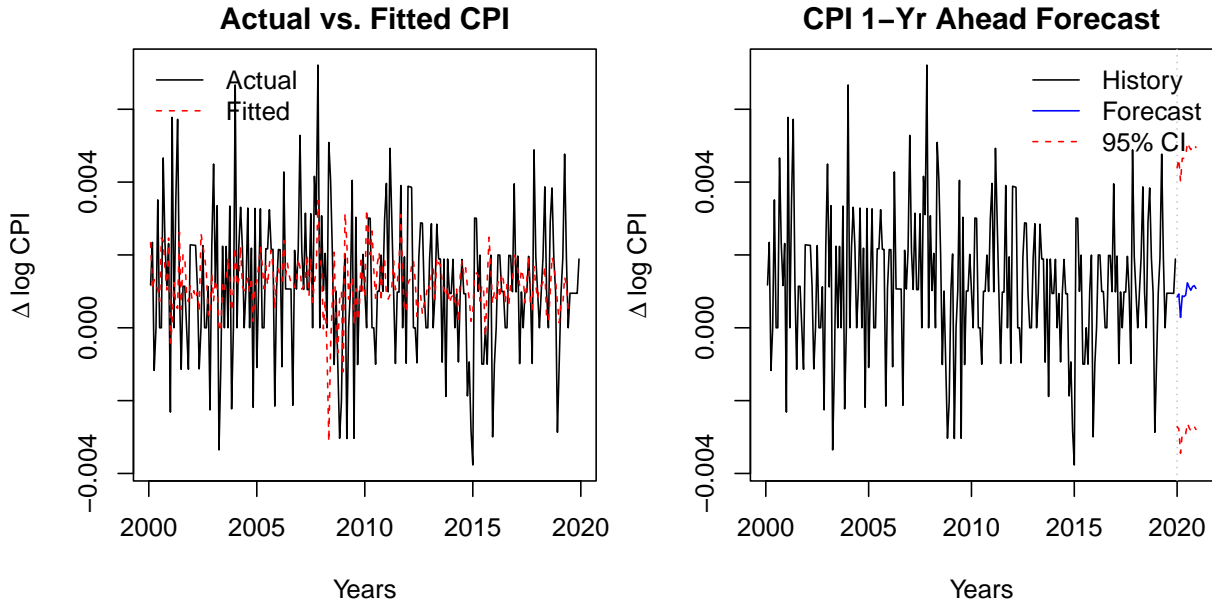 Actual vs. Fitted CPI
Actual
Fitted
Δ log CPI
0.004
0.000
−0.004
2000 2005 2010 2015 2020
Years
CPI 1−Yr Ahead Forecast
History
Forecast
95% CI
Δ log CPI
0.004
0.000
−0.004
2000 2005 2010 2015 2020
Years